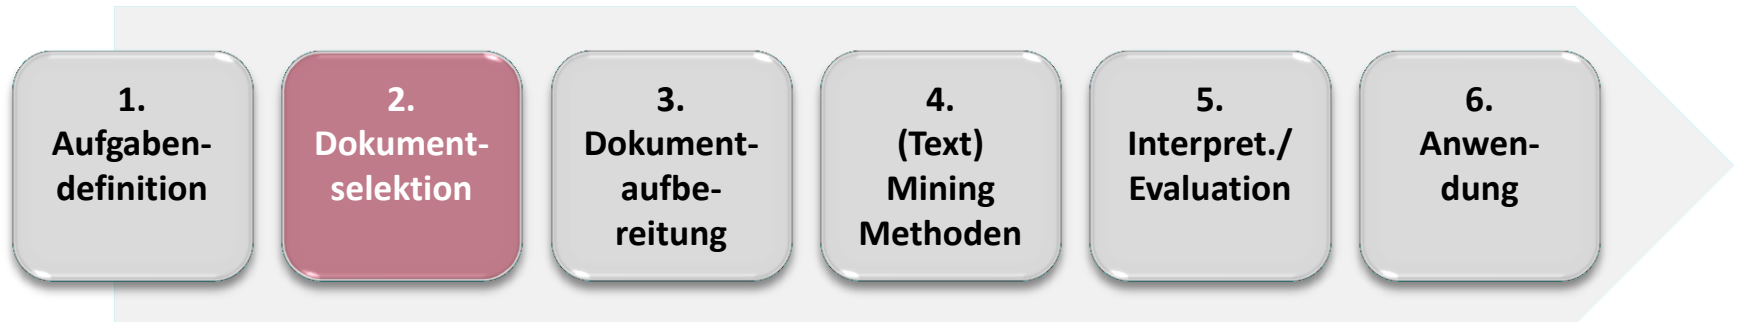 1.
Aufgaben-
definition
2.
Dokument-
selektion
3.
Dokument-
aufbe-
reitung
4.
(Text)
Mining
Methoden
5.
Interpret./
Evaluation
6.
Anwen-
dung